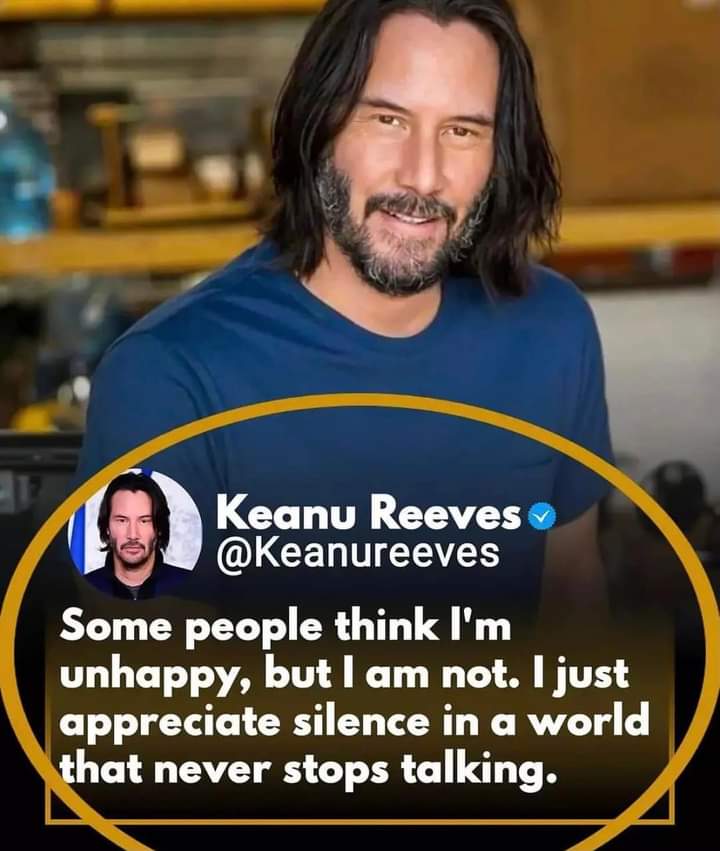 Keanu Reeves
@Keanureeves
Some people think I'm
unhappy, but I am not. I just
appreciate silence in a world
that never stops talking.